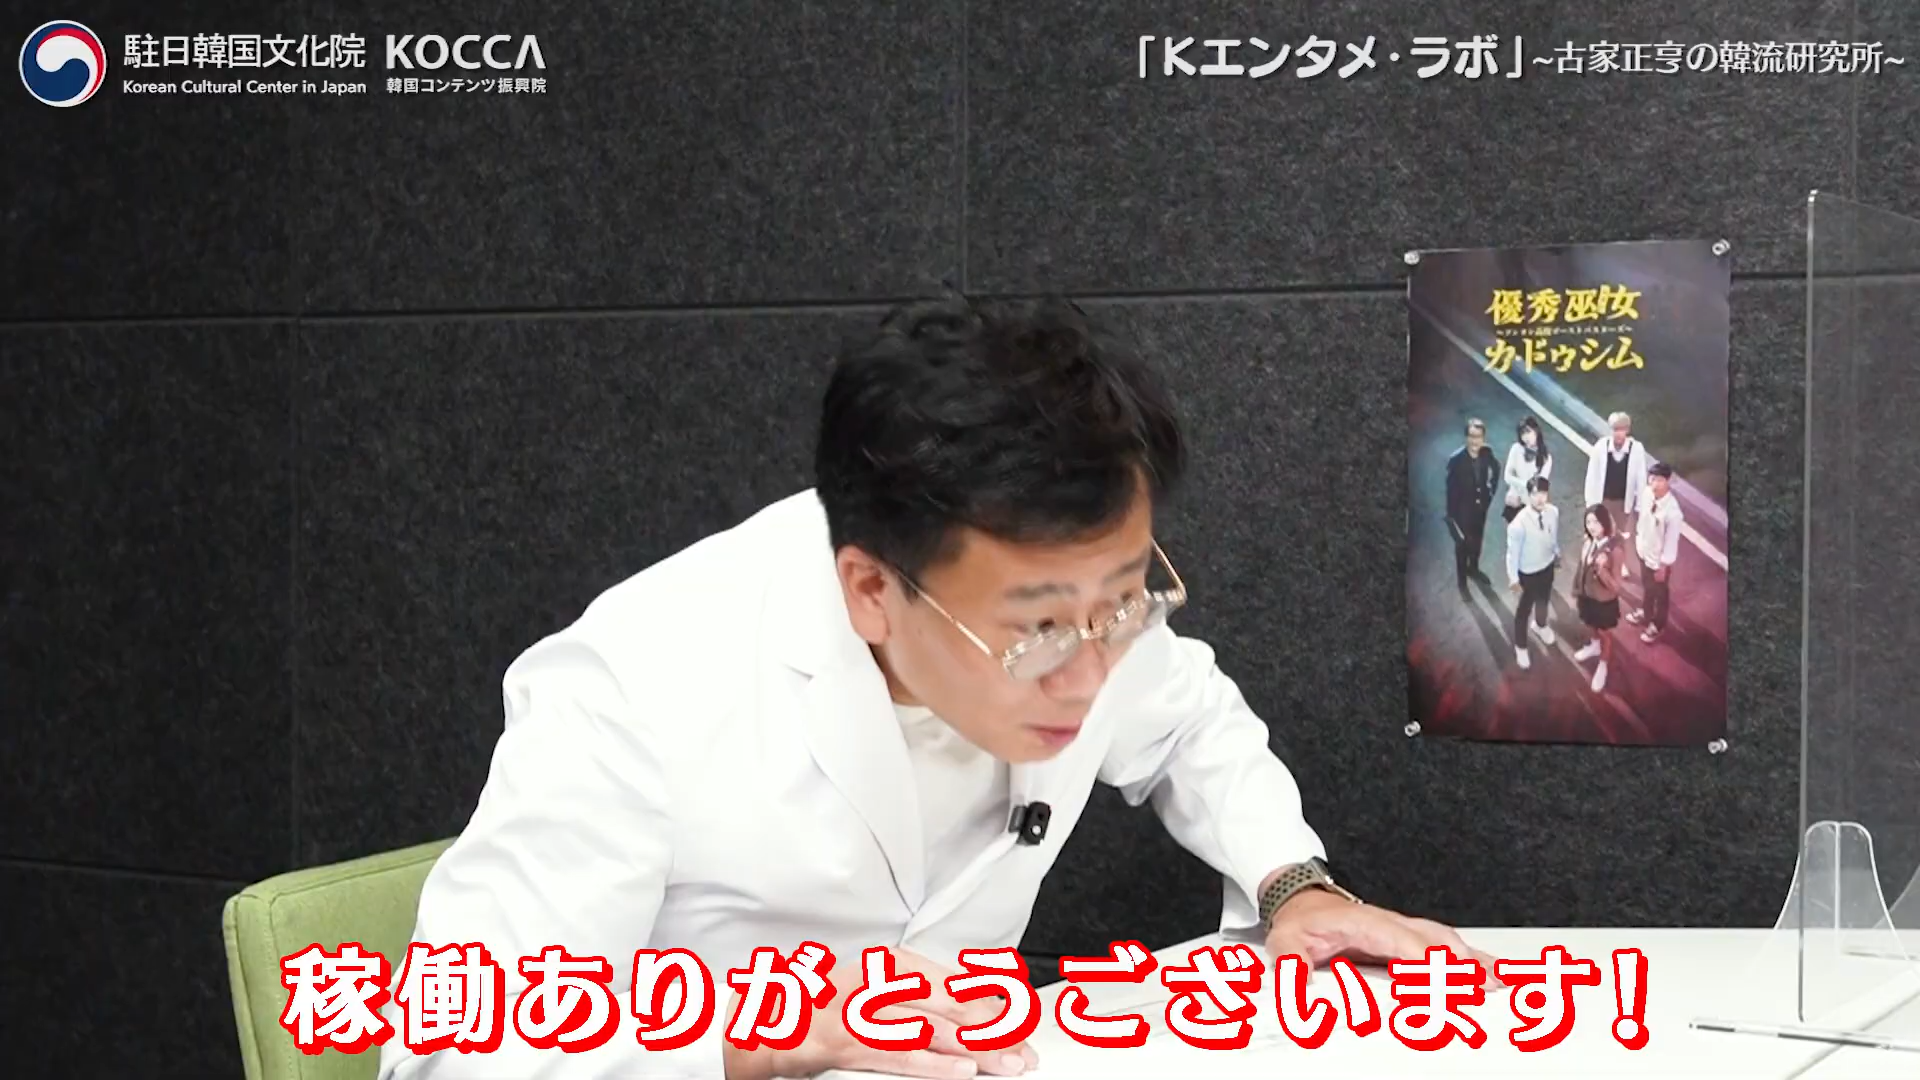 駐日韓国文化院
Korean Cultural Center in Japan
KOCCA
韓国コンテンツ振興院
「Kエンタメ・ラボ」~古家正亨の韓流研究所~
優秀巫女
カ・ドゥシム
稼働ありがとうございます!